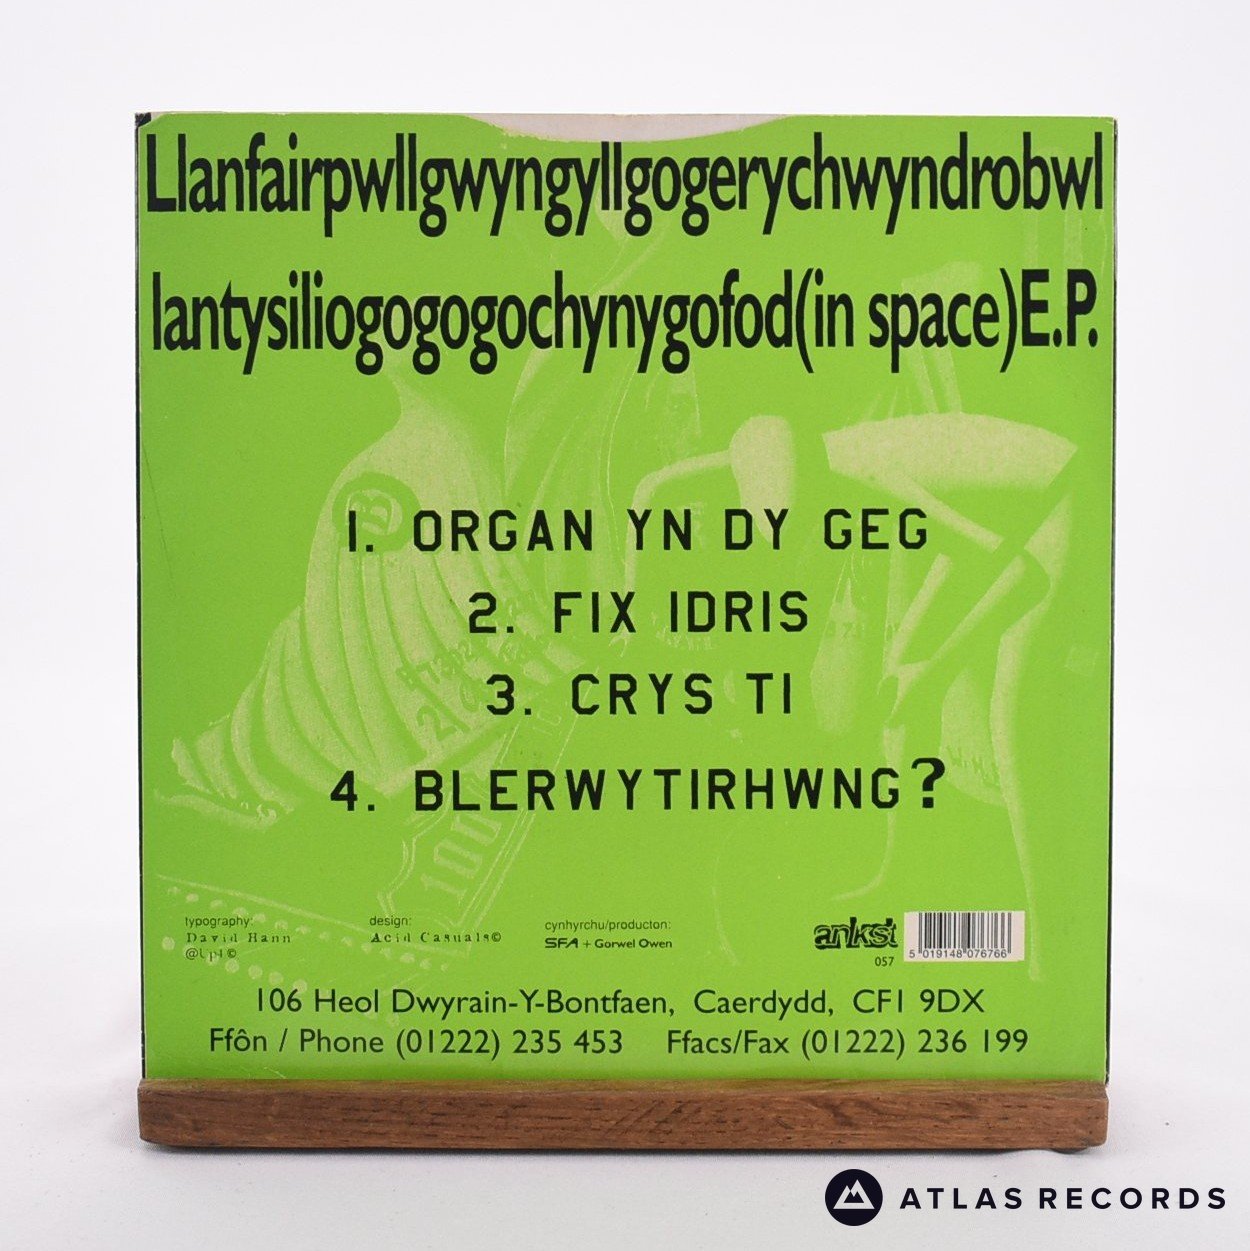 Llanfairpwllgwyngyllgogerychwyndrobwl
lantysiliogogogochynygofod(in space)E.P.
1. ORGAN YN DY GEG
2. FIX IDRIS
3. CRYS TI
4. BLERWYTIRHWNG?
typography:
David Hann
@Up!©
design:
Acid Casuals©
cynhyrchu/producton:
SFA + Gorwel Owen
ankst
057
5 019148 076766
106 Heol Dwyrain-Y-Bontfaen, Caerdydd, CF1 9DX
Ffôn / Phone (01222) 235 453 Ffacs/Fax (01222) 236 199
ATLAS RECORDS